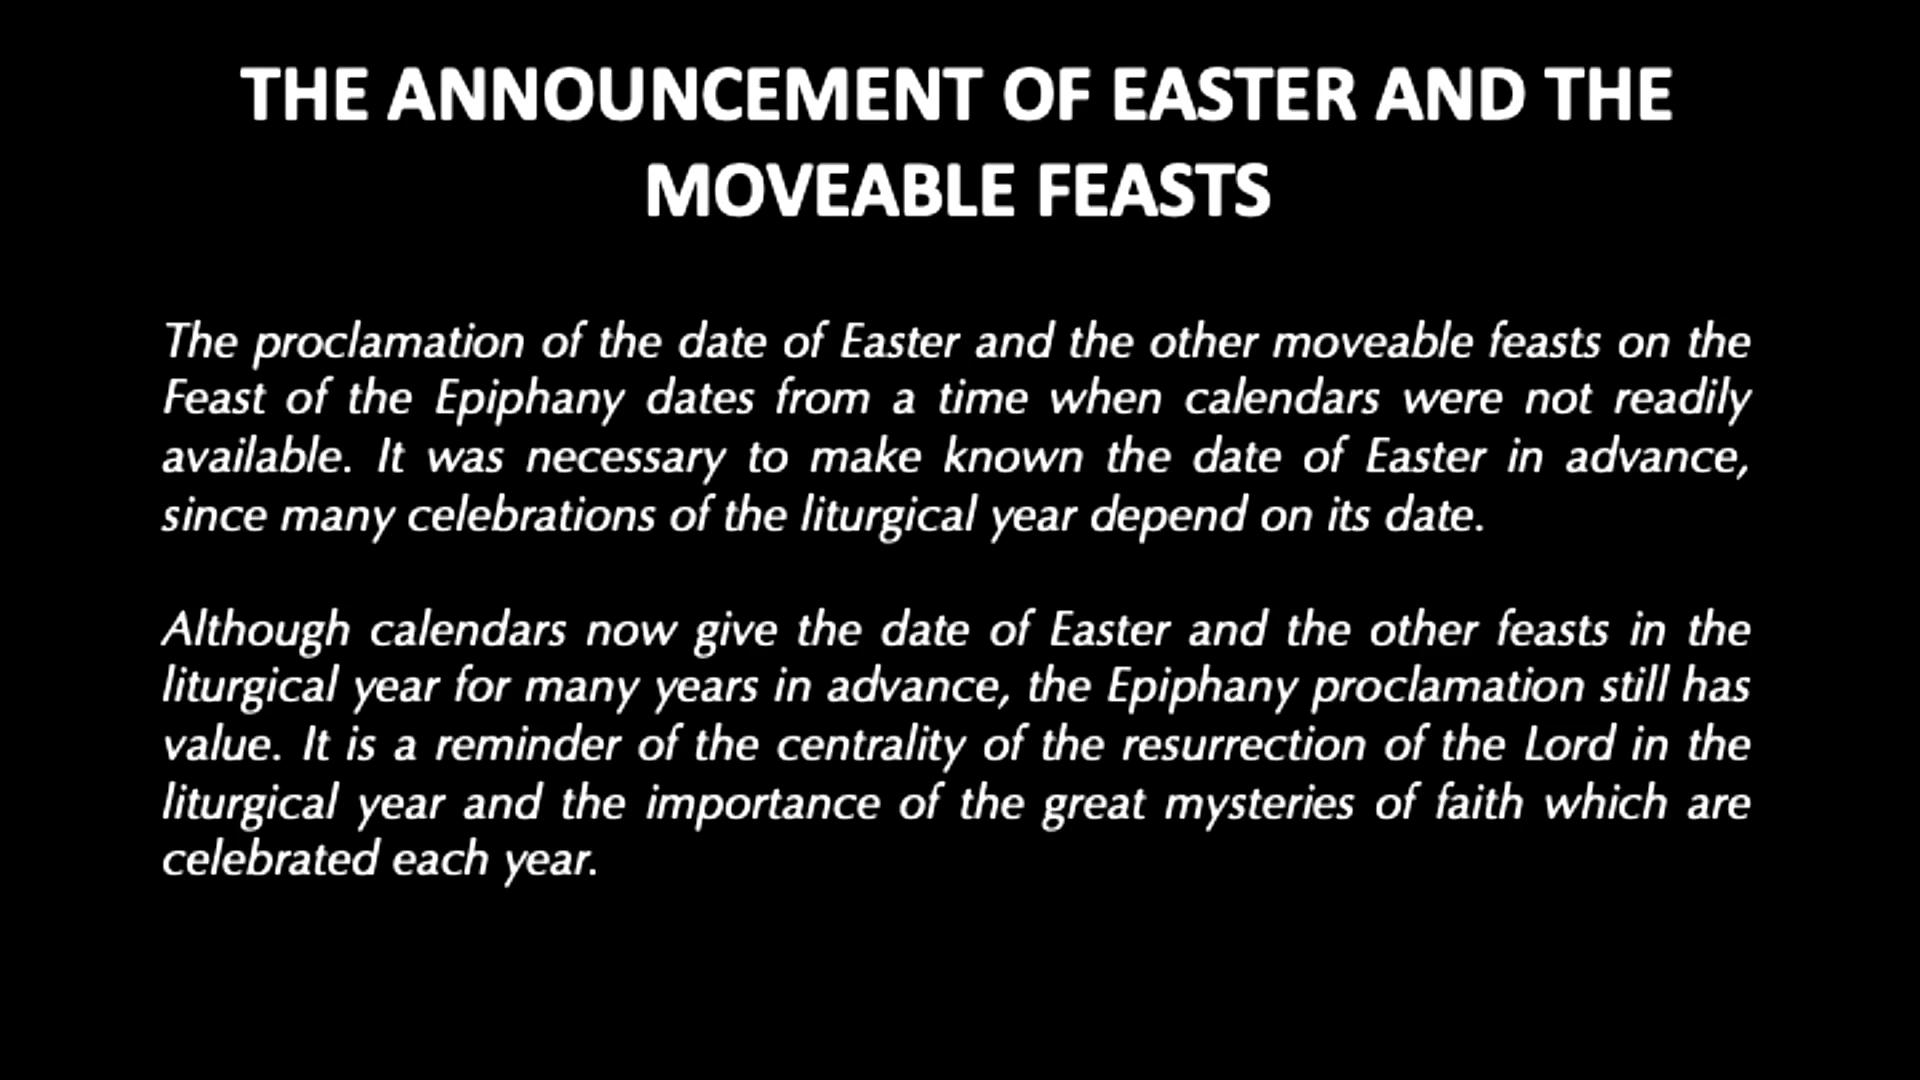 THE ANNOUNCEMENT OF EASTER AND THE
MOVEABLE FEASTS
The proclamation of the date of Easter and the other moveable feasts on the
Feast of the Epiphany dates from a time when calendars were not readily
available. It was necessary to make known the date of Easter in advance,
since many celebrations of the liturgical year depend on its date.
Although calendars now give the date of Easter and the other feasts in the
liturgical year for many years in advance, the Epiphany proclamation still has
value. It is a reminder of the centrality of the resurrection of the Lord in the
liturgical year and the importance of the great mysteries of faith which are
celebrated each year.